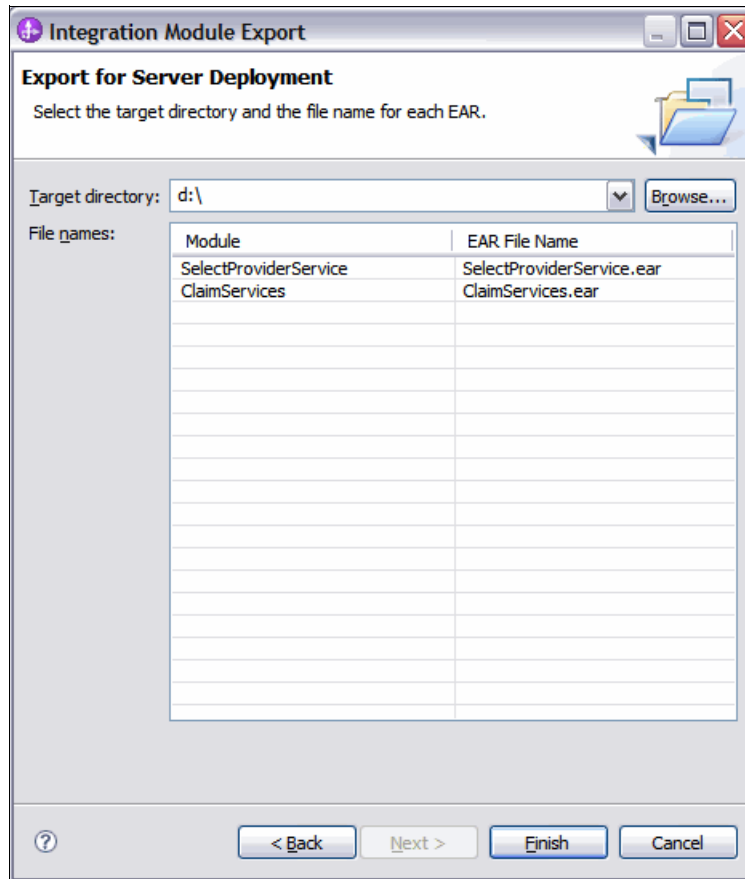 Integration Module Export
Export for Server Deployment
Select the target directory and the file name for each EAR.
Target directory: d:\ Browse...
File names:
Module EAR File Name
SelectProviderService SelectProviderService.ear
ClaimServices ClaimServices.ear
? < Back Next > Finish Cancel